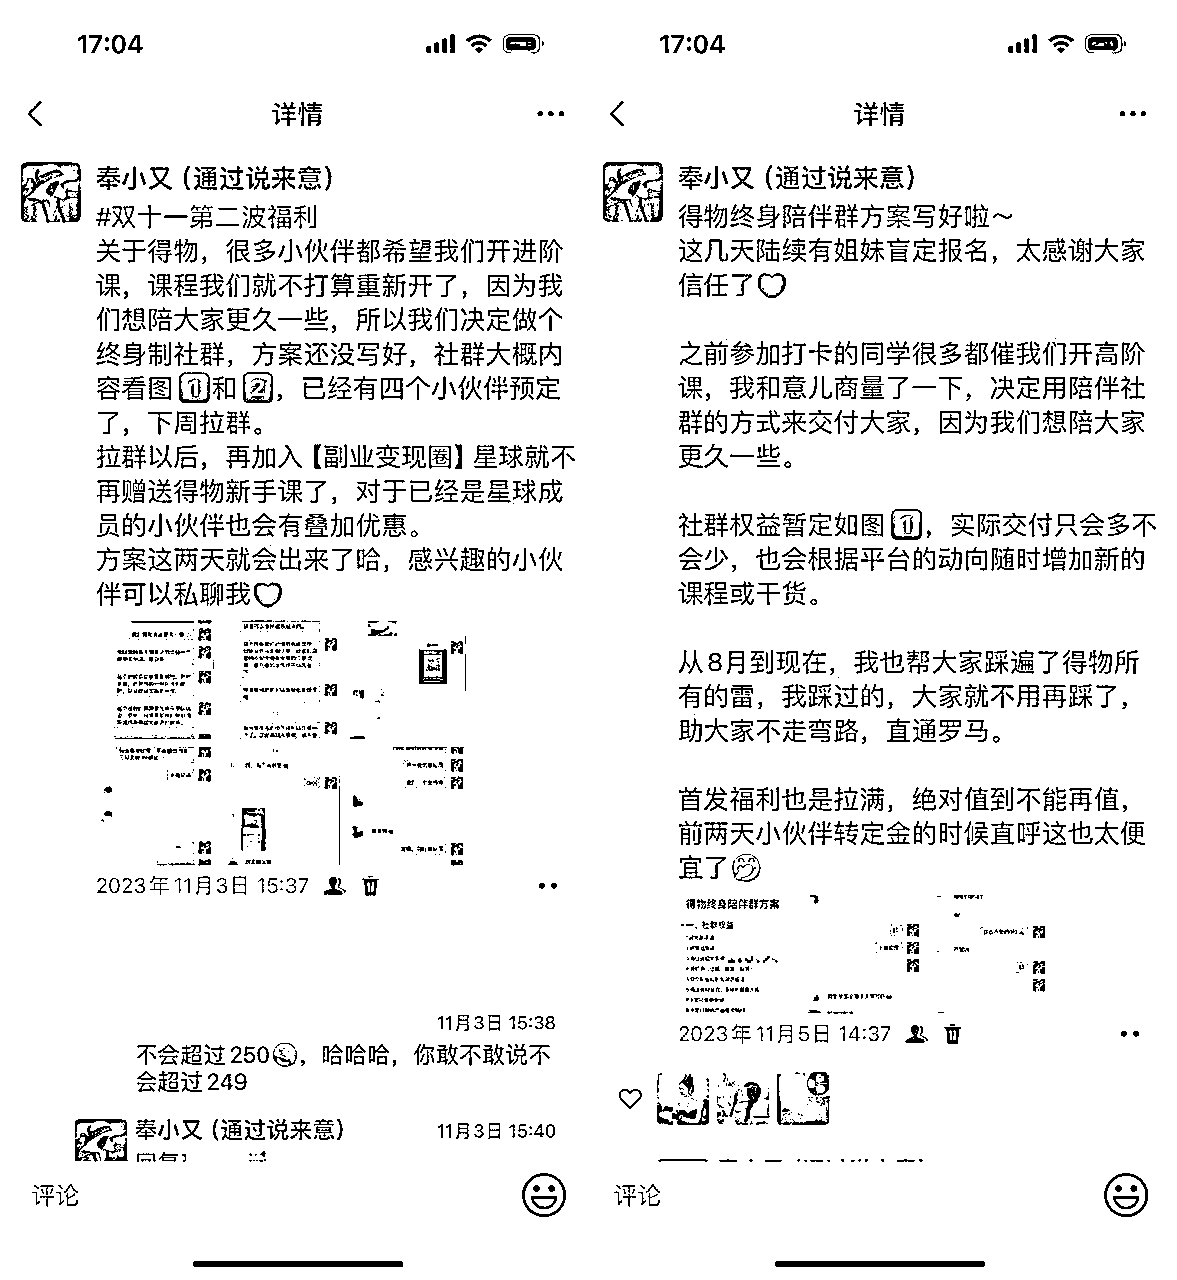 17:04
详情
奉小又（通过说来意）
#双十一第二波福利
关于得物，很多小伙伴都希望我们开进阶
课，课程我们就不打算重新开了，因为我
们想陪大家更久一些，所以我们决定做个
终身制社群，方案还没写好，社群大概内
容看图1和2，已经有四个小伙伴预定
了，下周拉群。
拉群以后，再加入【副业变现圈】星球就不
再赠送得物新手课了，对于已经是星球成
员的小伙伴也会有叠加优惠。
方案这两天就会出来了哈，感兴趣的小伙
伴可以私聊我♡
2023年11月3日 15:37
11月3日 15:38
不会超过250，哈哈哈，你敢不敢说不
会超过249
奉小又（通过说来意）
11月3日 15:40
评论
17:04
详情
奉小又（通过说来意）
得物终身陪伴群方案写好啦～
这几天陆续有姐妹盲定报名，太感谢大家
信任了♡
之前参加打卡的同学很多都催我们开高阶
课，我和意儿商量了一下，决定用陪伴社
群的方式来交付大家，因为我们想陪大家
更久一些。
社群权益暂定如图1，实际交付只会多不
会少，也会根据平台的动向随时增加新的
课程或干货。
从8月到现在，我也帮大家踩遍了得物所
有的雷，我踩过的，大家就不用再踩了，
助大家不走弯路，直通罗马。
首发福利也是拉满，绝对值到不能再值，
前两天小伙伴转定金的时候直呼这也太便
宜了
得物终身陪伴群方案
一、社群权益
2023年11月5日 14:37
评论